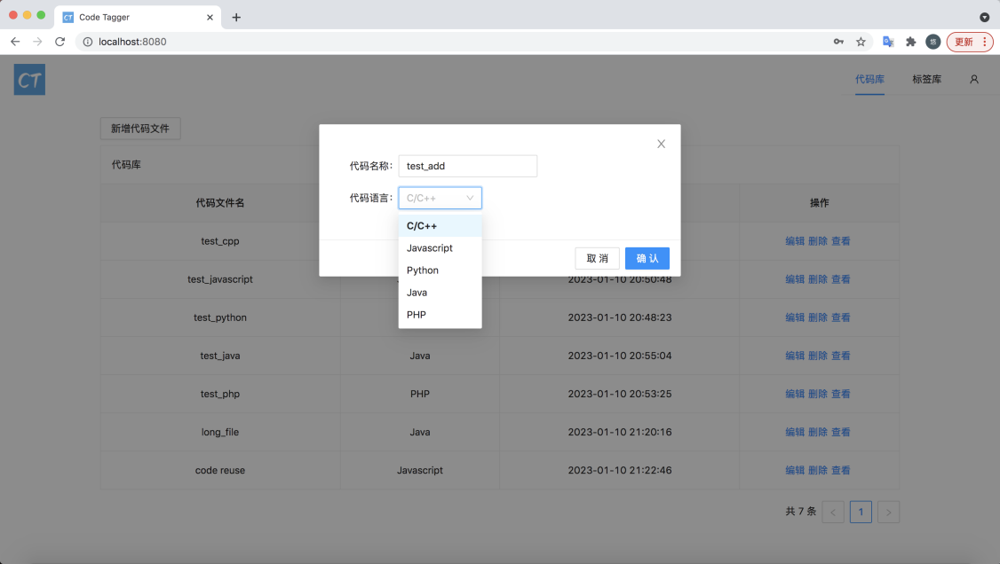 CT Code Tagger
localhost:8080
悠 更新
CT
代码库 标签库
新增代码文件
代码库
代码名称: test_add
代码语言: C/C++
C/C++
Javascript
Python
Java
PHP
取 消 确 认
代码文件名 操作
test_cpp 编辑 删除 查看
test_javascript 2023-01-10 20:50:48 编辑 删除 查看
test_python 2023-01-10 20:48:23 编辑 删除 查看
test_java Java 2023-01-10 20:55:04 编辑 删除 查看
test_php PHP 2023-01-10 20:53:25 编辑 删除 查看
long_file Java 2023-01-10 21:20:16 编辑 删除 查看
code reuse Javascript 2023-01-10 21:22:46 编辑 删除 查看
共 7 条 < 1 >